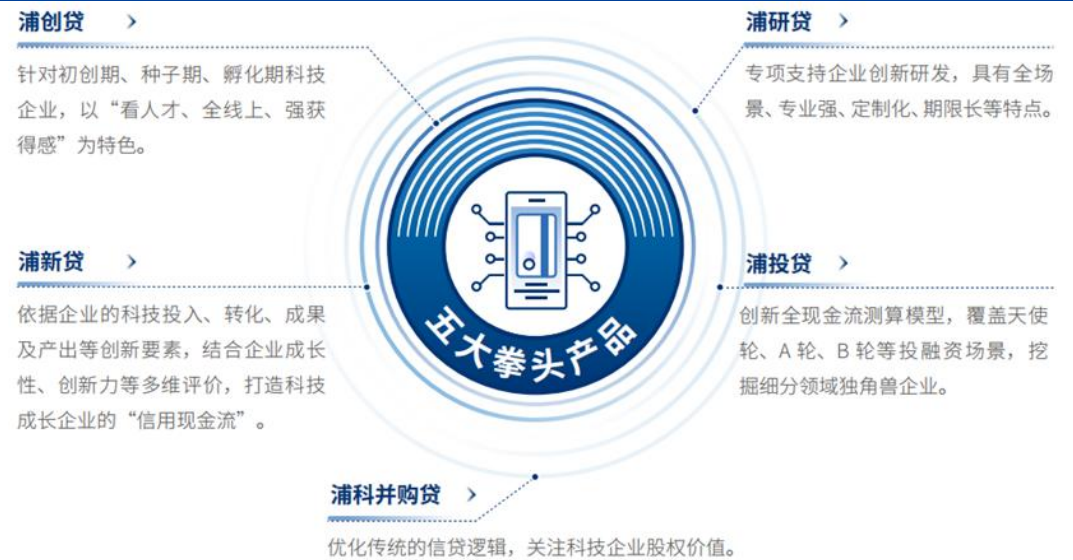 浦创贷
针对初创期、种子期、孵化期科技
企业，以“看人才、全线上、强获
得感”为特色。
浦研贷
专项支持企业创新研发，具有全场
景、专业强、定制化、期限长等特点。
浦新贷
依据企业的科技投入、转化、成果
及产出等创新要素，结合企业成长
性、创新力等多维评价，打造科技
成长企业的“信用现金流”。
浦投贷
创新全现金流测算模型，覆盖天使
轮、A 轮、B 轮等投融资场景，挖
掘细分领域独角兽企业。
五大拳头产品
浦科并购贷
优化传统的信贷逻辑，关注科技企业股权价值。